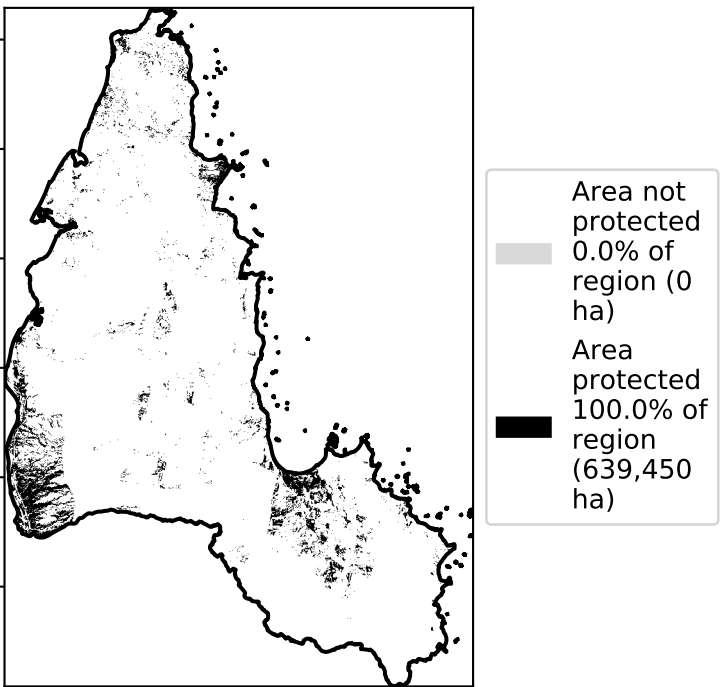 Area not
protected
0.0% of
region (0
ha)
Area
protected
100.0% of
region
(639,450
ha)